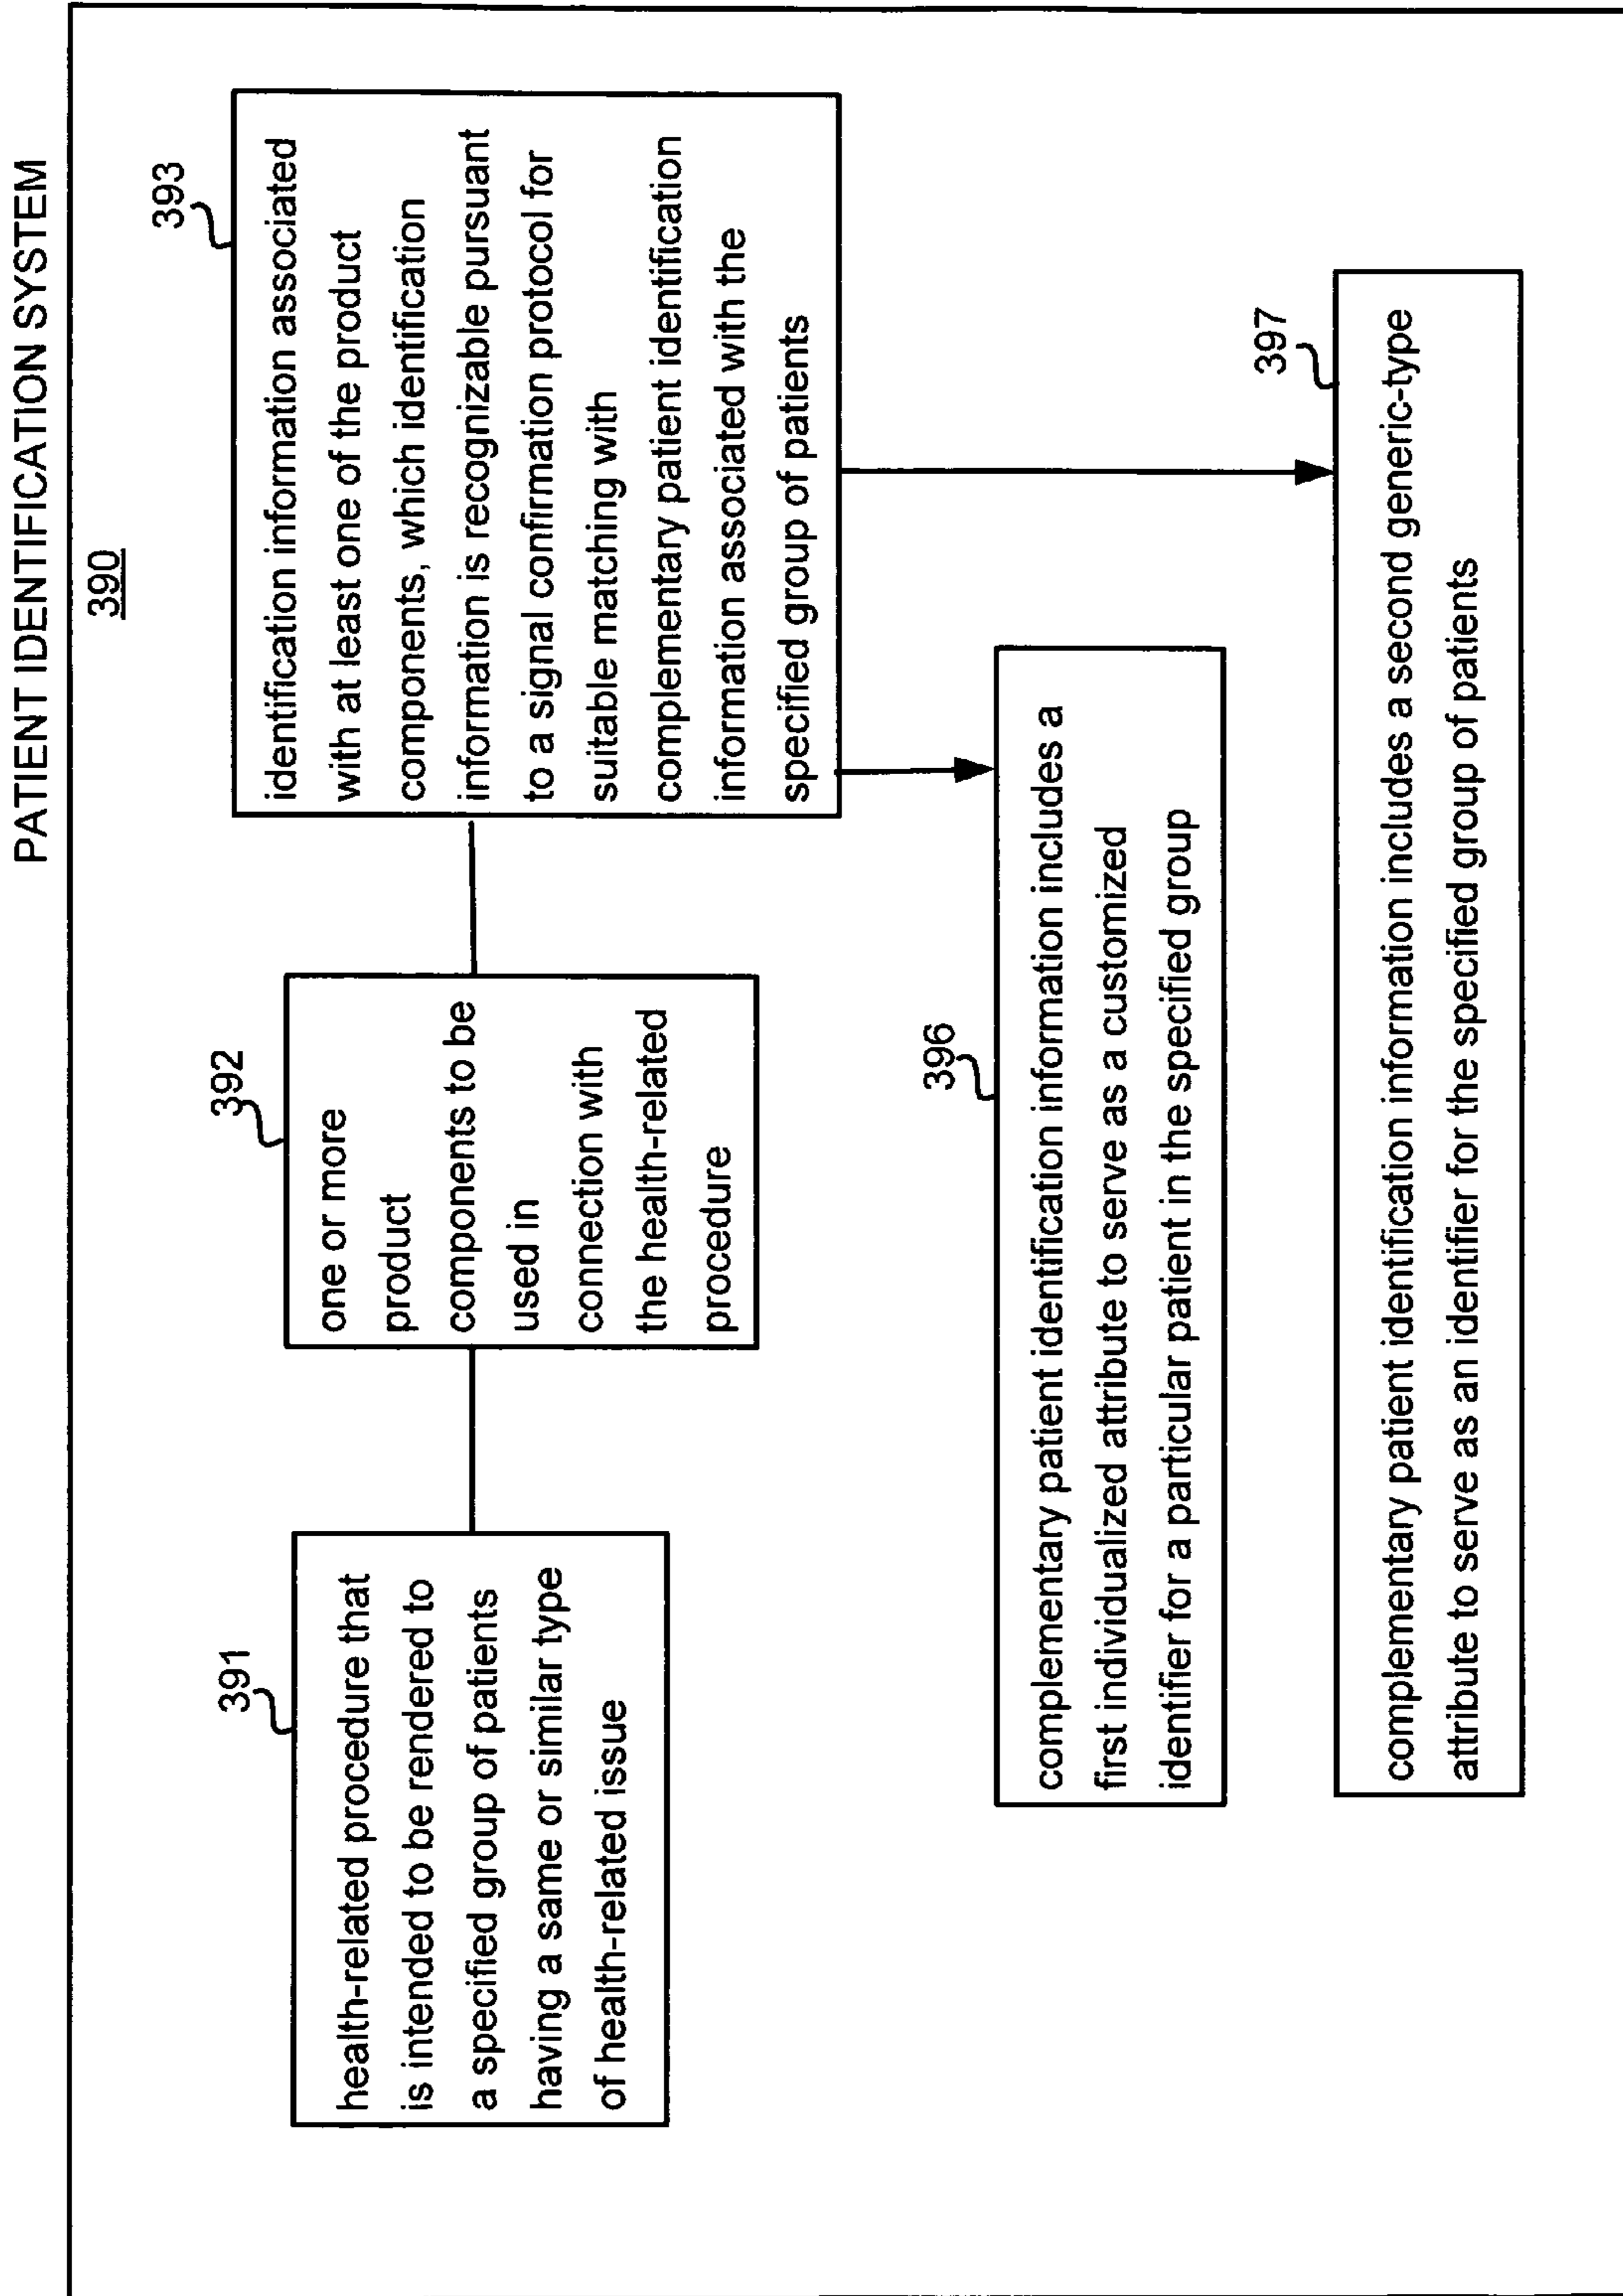 PATIENT IDENTIFICATION SYSTEM
390
391
health-related procedure that
is intended to be rendered to
a specified group of patients
having a same or similar type
of health-related issue
392
one or more
product
components to be
used in
connection with
the health-related
procedure
393
identification information associated
with at least one of the product
components, which identification
information is recognizable pursuant
to a signal confirmation protocol for
suitable matching with
complementary patient identification
information associated with the
specified group of patients
396
complementary patient identification information includes a
first individualized attribute to serve as a customized
identifier for a particular patient in the specified group
397
complementary patient identification information includes a second generic-type
attribute to serve as an identifier for the specified group of patients